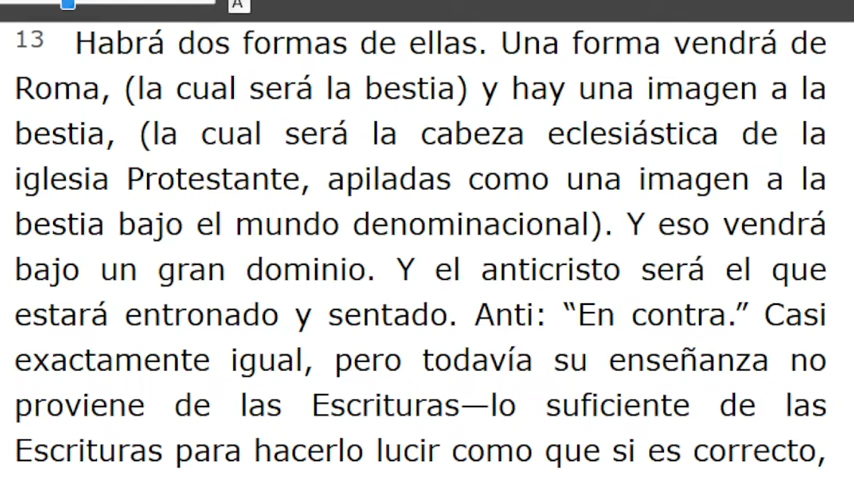 A
13 Habrá dos formas de ellas. Una forma vendrá de
Roma, (la cual será la bestia) y hay una imagen a la
bestia, (la cual será la cabeza eclesiástica de la
iglesia Protestante, apiladas como una imagen a la
bestia bajo el mundo denominacional). Y eso vendrá
bajo un gran dominio. Y el anticristo será el que
estará entronado y sentado. Anti: “En contra.” Casi
exactamente igual, pero todavía su enseñanza no
proviene de las Escrituras—lo suficiente de las
Escrituras para hacerlo lucir como que si es correcto,